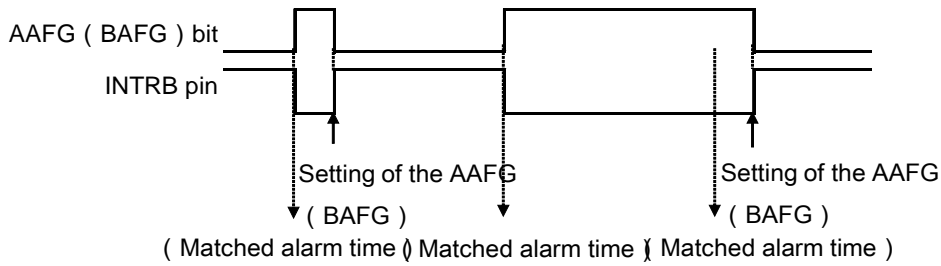 AAFG ( BAFG ) bit
INTRB pin
Setting of the AAFG
( BAFG )
Setting of the AAFG
( BAFG )
( Matched alarm time )
( Matched alarm time )
( Matched alarm time )